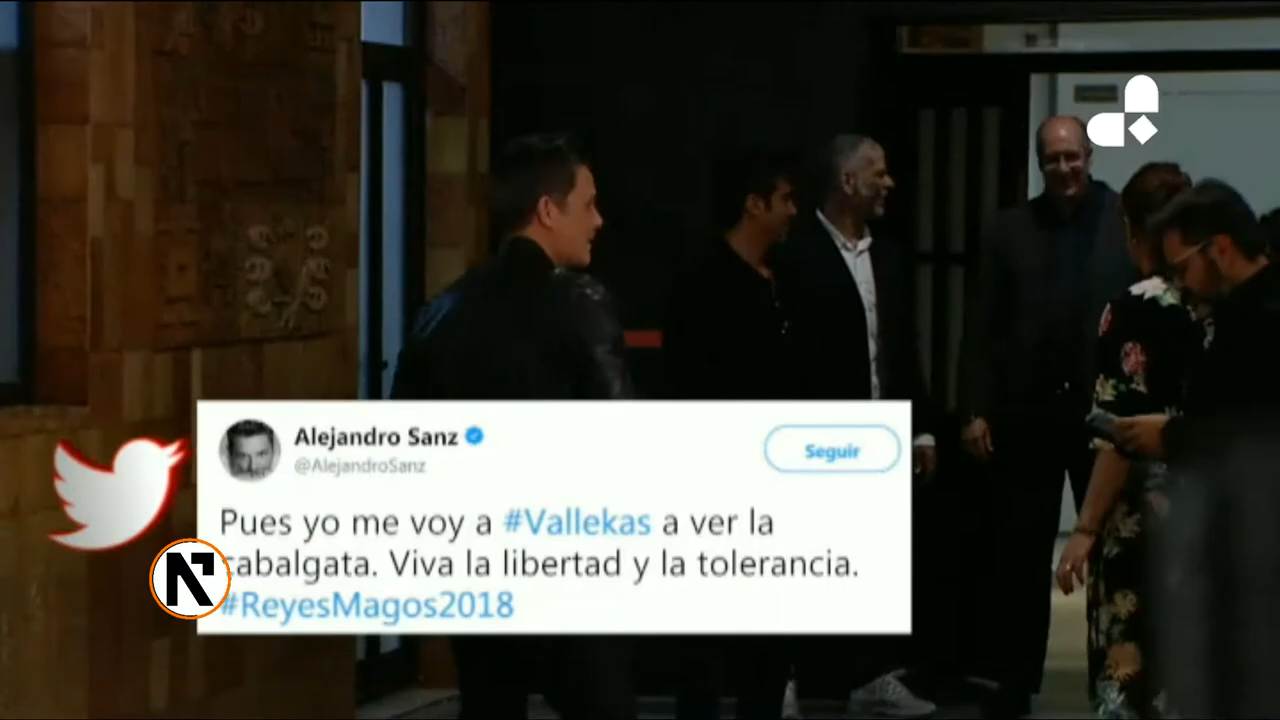 Alejandro Sanz
@AlejandroSanz
Seguir
Pues yo me voy a #Vallekas a ver la
cabalgata. Viva la libertad y la tolerancia.
#ReyesMagos2018
N